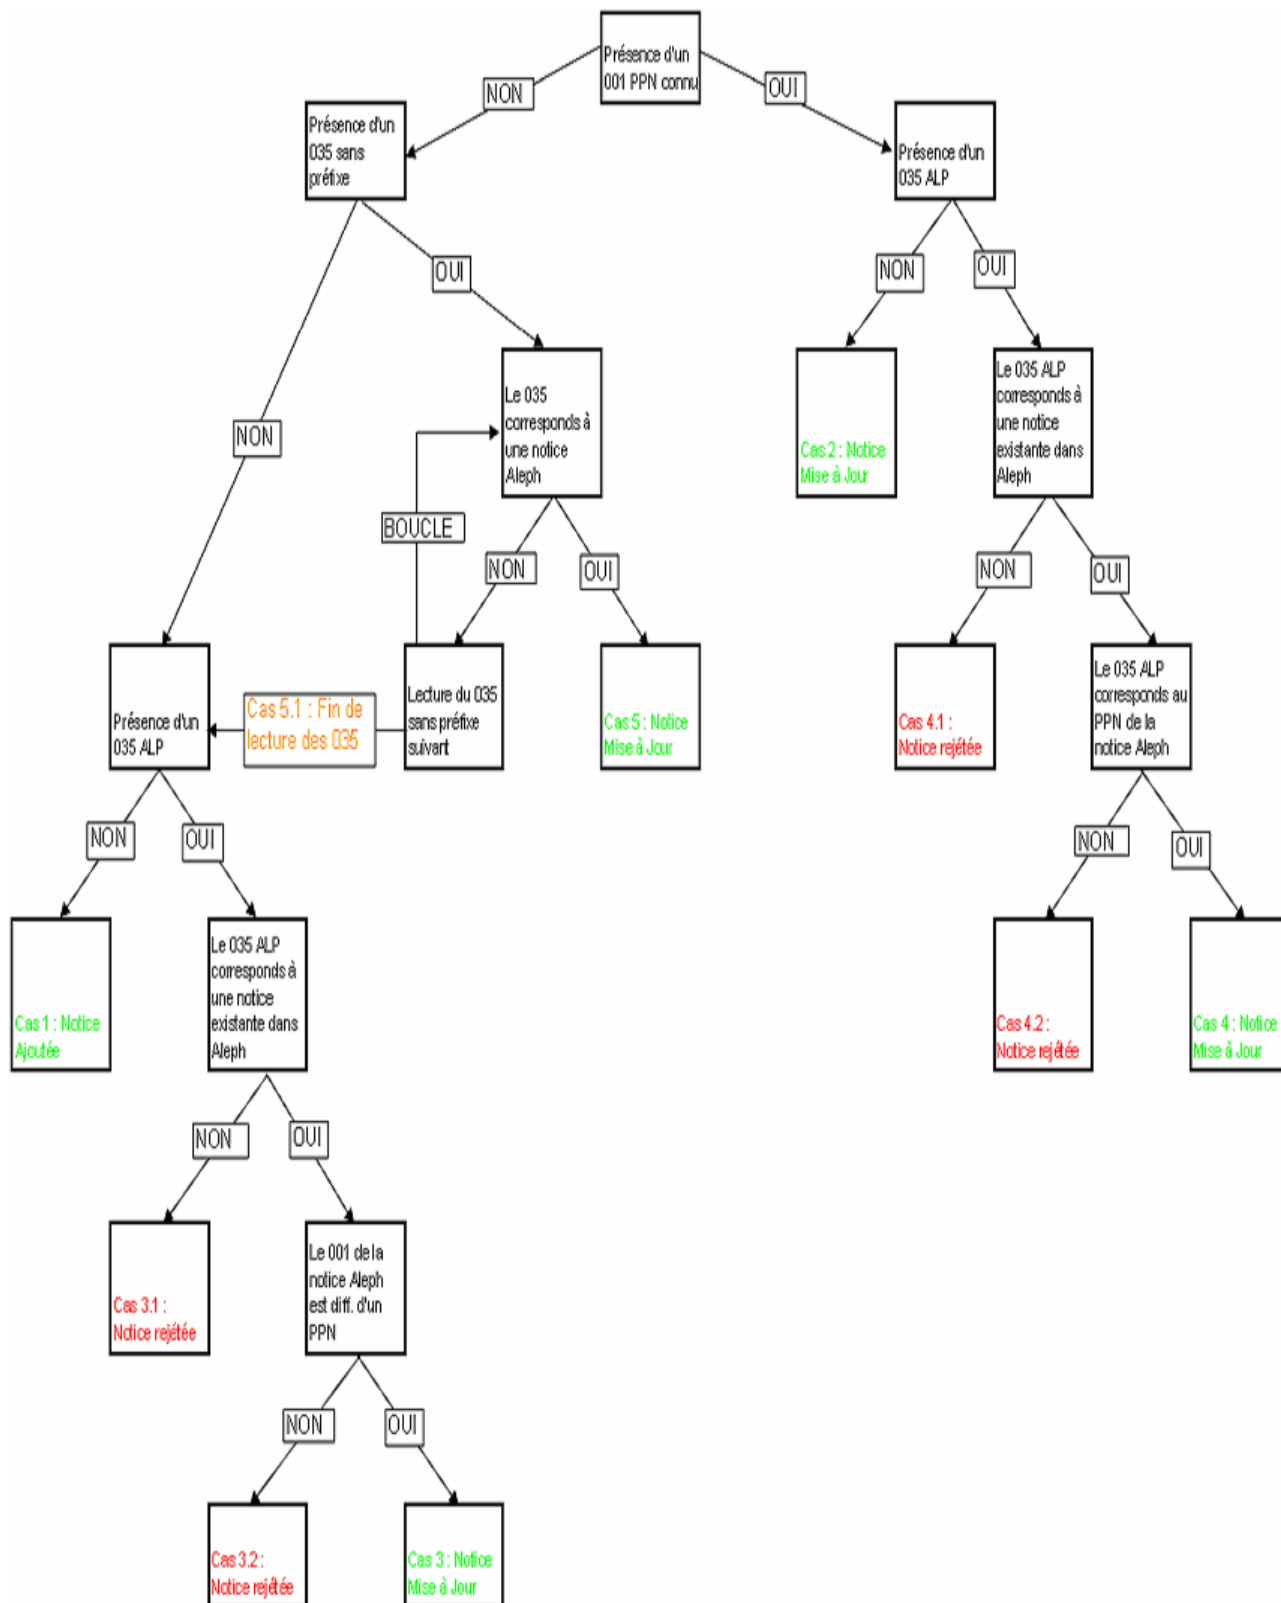 Présence d'un
001 PPN connu
NON
OUI
Présence d'un
035 sans
préfixe
Présence d'un
035 ALP
OUI
NON
OUI
Le 035
corresponds à
une notice
Aleph
Cas 2 : Notice
Mise à Jour
Le 035 ALP
corresponds à
une notice
existante dans
Aleph
NON
BOUCLE
NON
OUI
NON
OUI
Présence d'un
035 ALP
Cas 5.1 : Fin de
lecture des 035
Lecture du 035
sans préfixe
suivant
Cas 5 : Notice
Mise à Jour
Cas 4.1 :
Notice rejétée
Le 035 ALP
corresponds au
PPN de la
notice Aleph
NON
OUI
NON
OUI
Cas 1 : Notice
Ajoutée
Le 035 ALP
corresponds à
une notice
existante dans
Aleph
Cas 4.2 :
Notice rejétée
Cas 4 : Notice
Mise à Jour
NON
OUI
Cas 3.1 :
Notice rejétée
Le 001 de la
notice Aleph
est diff. d'un
PPN
NON
OUI
Cas 3.2 :
Notice rejétée
Cas 3 : Notice
Mise à Jour